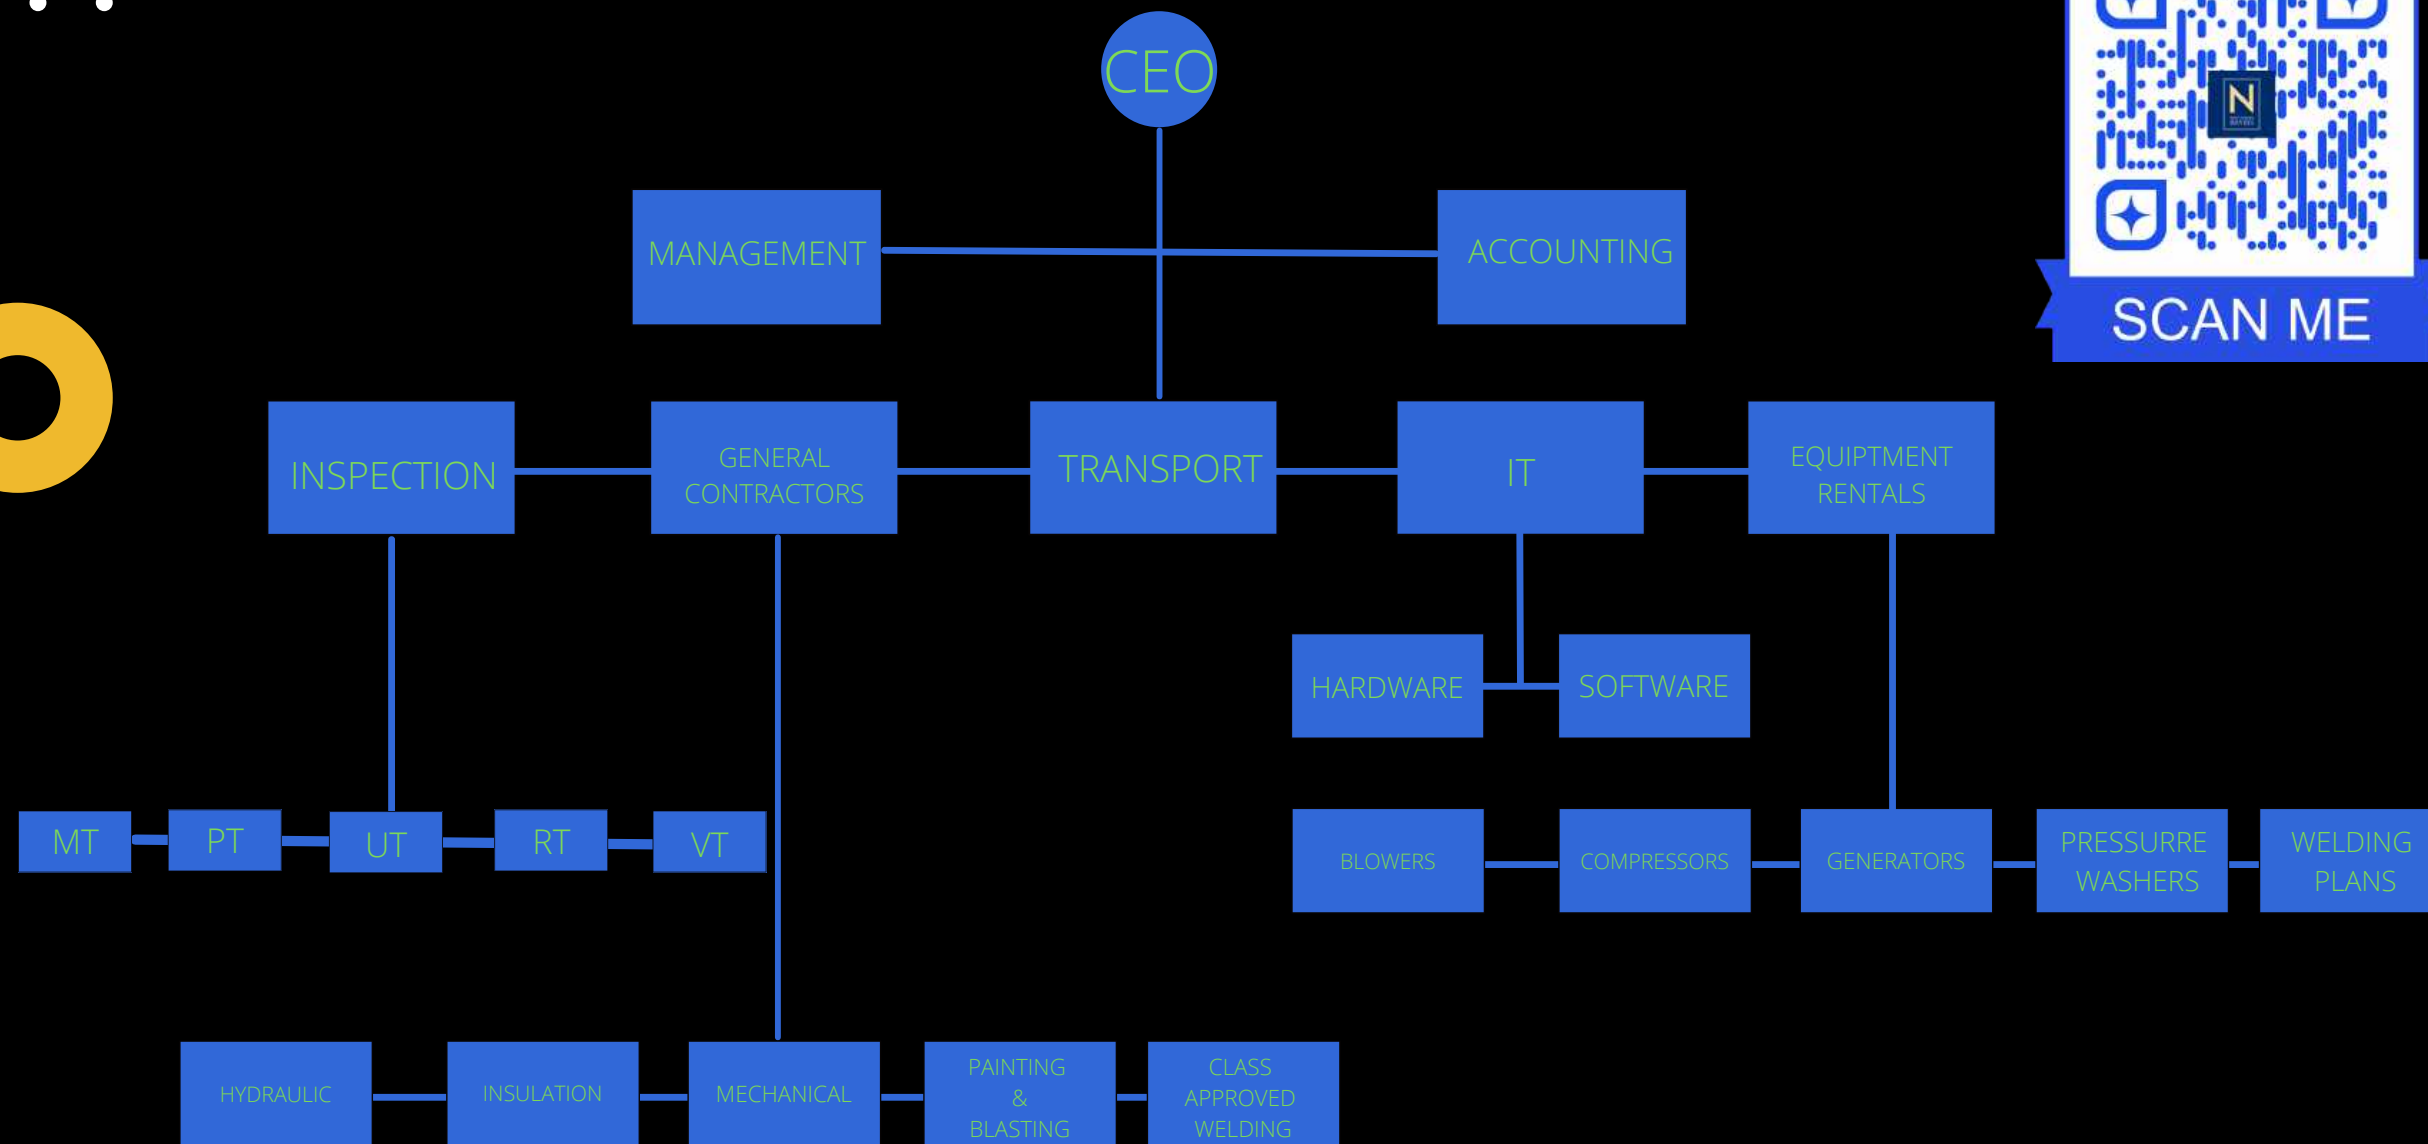 CEO
N
MANAGEMENT
ACCOUNTING
SCAN ME
INSPECTION
GENERAL
CONTRACTORS
TRANSPORT
IT
EQUIPTMENT
RENTALS
HARDWARE
SOFTWARE
MT
PT
UT
RT
VT
BLOWERS
COMPRESSORS
GENERATORS
PRESSURRE
WASHERS
WELDING
PLANS
HYDRAULIC
INSULATION
MECHANICAL
PAINTING
&
BLASTING
CLASS
APPROVED
WELDING